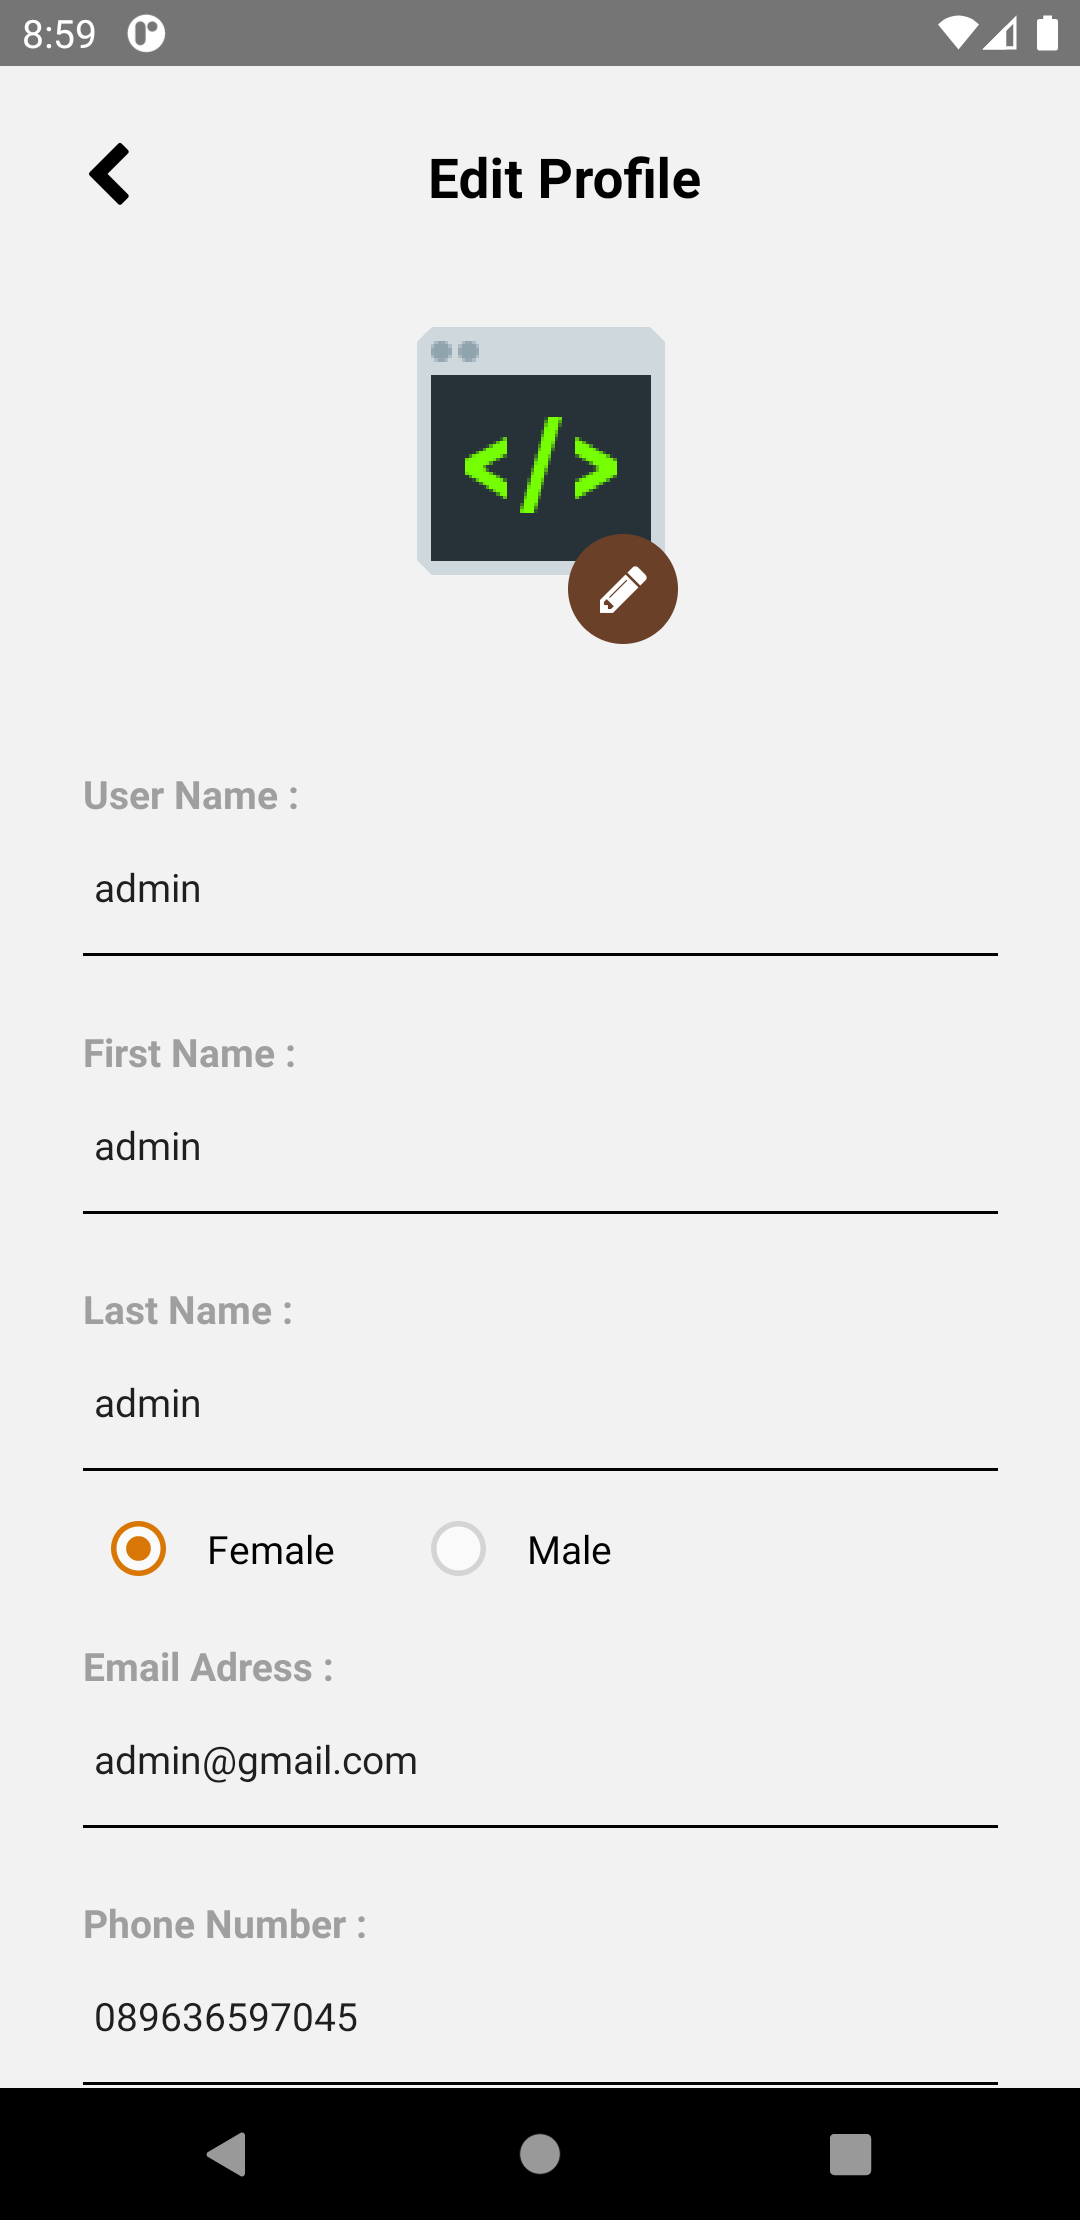 8:59
Edit Profile
</>
User Name :
admin
First Name :
admin
Last Name :
admin
Female Male
Email Adress :
admin@gmail.com
Phone Number :
089636597045